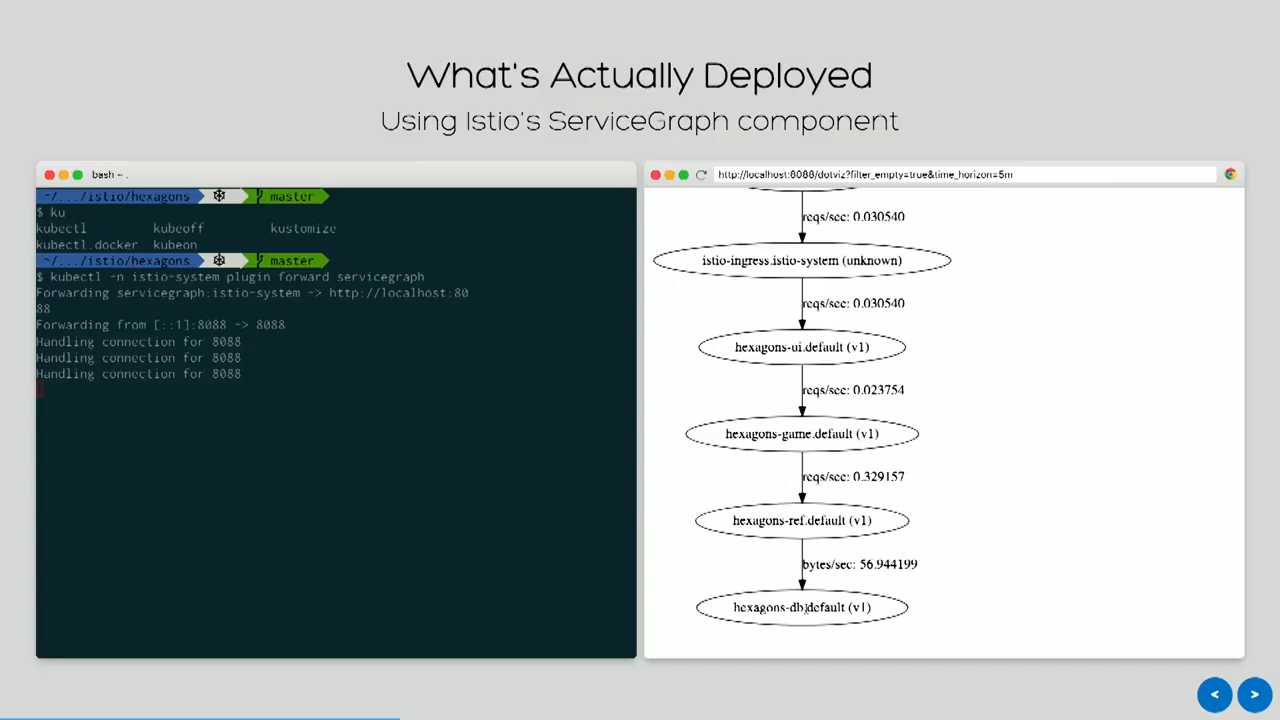 What's Actually Deployed
Using Istio's ServiceGraph component
bash ~ .
~/.../istio/hexagons master
$ ku
kubectl kubeoff kustomize
kubectl.docker kubeon
~/.../istio/hexagons master
$ kubectl -n istio-system plugin forward servicegraph
Forwarding servicegraph:istio-system -> http://localhost:80
88
Forwarding from [::1]:8088 -> 8088
Handling connection for 8088
Handling connection for 8088
Handling connection for 8088
http://localhost:8088/dotviz?filter_empty=true&time_horizon=5m
reqs/sec: 0.030540
istio-ingress.istio-system (unknown)
reqs/sec: 0.030540
hexagons-ui.default (v1)
reqs/sec: 0.023754
hexagons-game.default (v1)
reqs/sec: 0.329157
hexagons-ref.default (v1)
bytes/sec: 56.944199
hexagons-db.default (v1)
< >